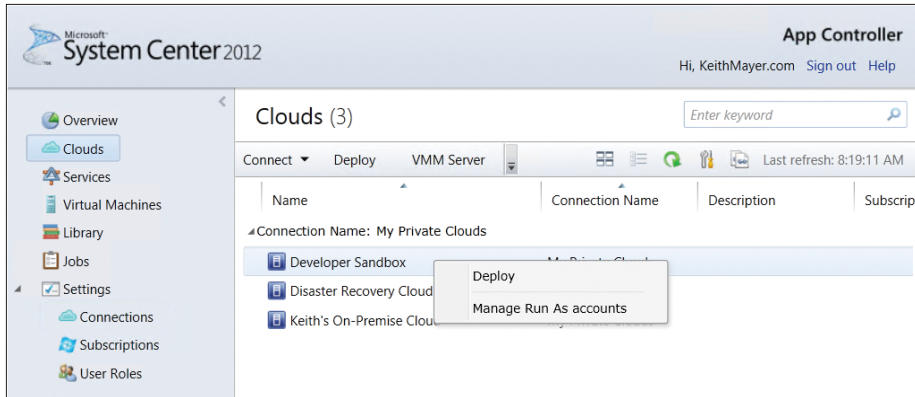 Microsoft
System Center 2012
App Controller
Hi, KeithMayer.com Sign out Help
Overview
Clouds
Services
Virtual Machines
Library
Jobs
Settings
Connections
Subscriptions
User Roles
Clouds (3)
Enter keyword
Connect Deploy VMM Server Last refresh: 8:19:11 AM
Name Connection Name Description Subscrip
Connection Name: My Private Clouds
Developer Sandbox
Disaster Recovery Cloud
Keith's On-Premise Cloud
Deploy
Manage Run As accounts